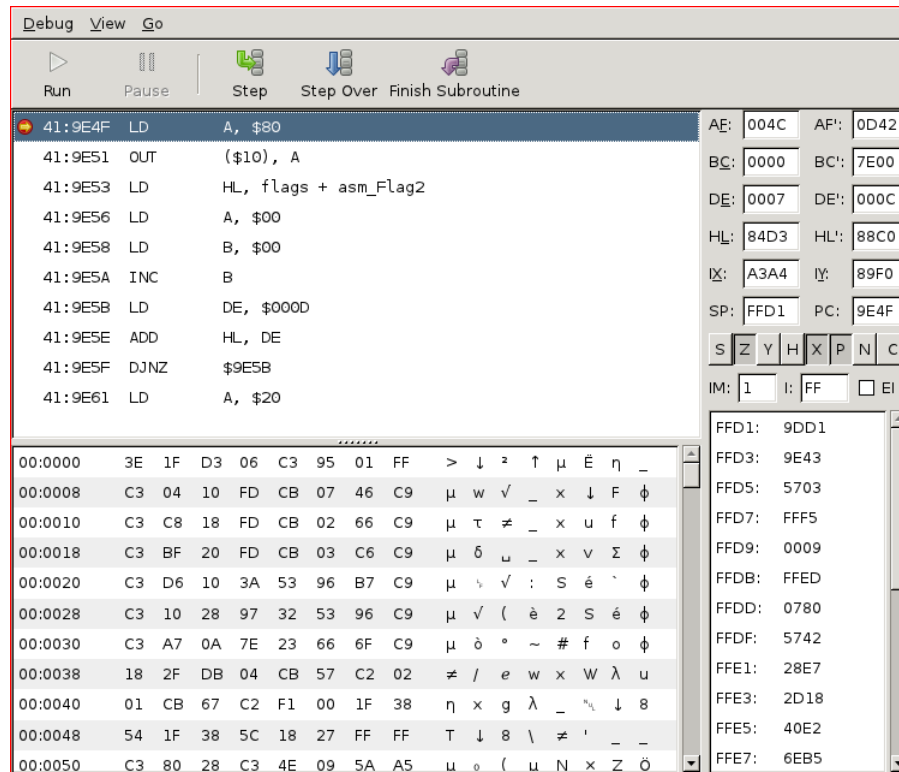 Debug View Go
Run Pause Step Step Over Finish Subroutine
41:9E4F LD A, $80
41:9E51 OUT ($10), A
41:9E53 LD HL, flags + asm_Flag2
41:9E56 LD A, $00
41:9E58 LD B, $00
41:9E5A INC B
41:9E5B LD DE, $000D
41:9E5E ADD HL, DE
41:9E5F DJNZ $9E5B
41:9E61 LD A, $20
AF: 004C AF': 0D42
BC: 0000 BC': 7E00
DE: 0007 DE': 000C
HL: 84D3 HL': 88C0
IX: A3A4 IY: 89F0
SP: FFD1 PC: 9E4F
S Z Y H X P N C
IM: 1 I: FF EI
00:0000 3E 1F D3 06 C3 95 01 FF > ↓ ² ↑ μ Ë η _
00:0008 C3 04 10 FD CB 07 46 C9 μ w √ _ x ↓ F ϕ
00:0010 C3 C8 18 FD CB 02 66 C9 μ τ ≠ _ x u f ϕ
00:0018 C3 BF 20 FD CB 03 C6 C9 μ δ ␣ _ x v Σ ϕ
00:0020 C3 D6 10 3A 53 96 B7 C9 μ √ : S é ` ϕ
00:0028 C3 10 28 97 32 53 96 C9 μ √ ( è 2 S é ϕ
00:0030 C3 A7 0A 7E 23 66 6F C9 μ ò ° ~ # f o ϕ
00:0038 18 2F DB 04 CB 57 C2 02 ≠ / e w x W λ u
00:0040 01 CB 67 C2 F1 00 1F 38 η x g λ _ ↓ 8
00:0048 54 1F 38 5C 18 27 FF FF T ↓ 8 \ ≠ ' _ _
00:0050 C3 80 28 C3 4E 09 5A A5 μ ₀ ( μ N × Z Ö
FFD1: 9DD1
FFD3: 9E43
FFD5: 5703
FFD7: FFF5
FFD9: 0009
FFDB: FFED
FFDD: 0780
FFDF: 5742
FFE1: 28E7
FFE3: 2D18
FFE5: 40E2
FFE7: 6EB5